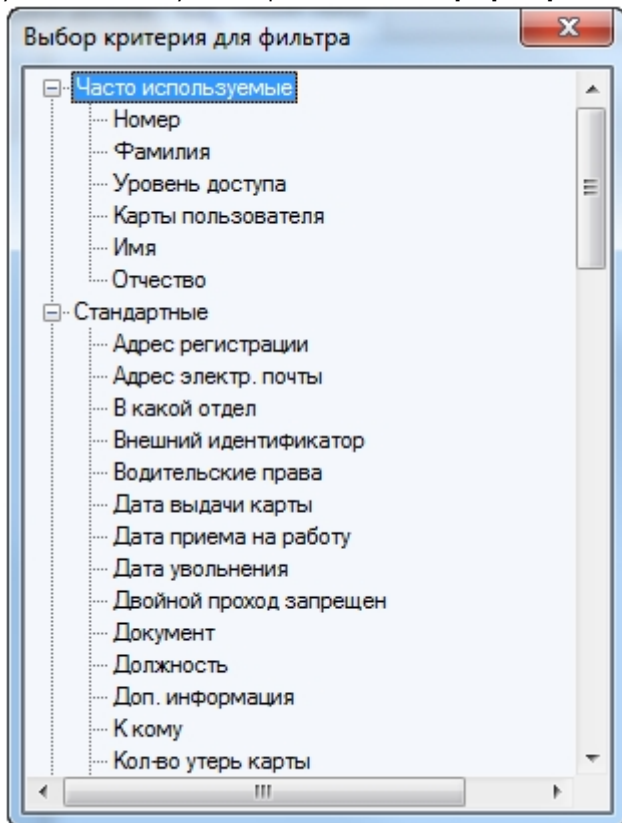 Выбор критерия для фильтра
Часто используемые
Номер
Фамилия
Уровень доступа
Карты пользователя
Имя
Отчество
Стандартные
Адрес регистрации
Адрес электр. почты
В какой отдел
Внешний идентификатор
Водительские права
Дата выдачи карты
Дата приема на работу
Дата увольнения
Двойной проход запрещен
Документ
Должность
Доп. информация
К кому
Кол-во утерь карты